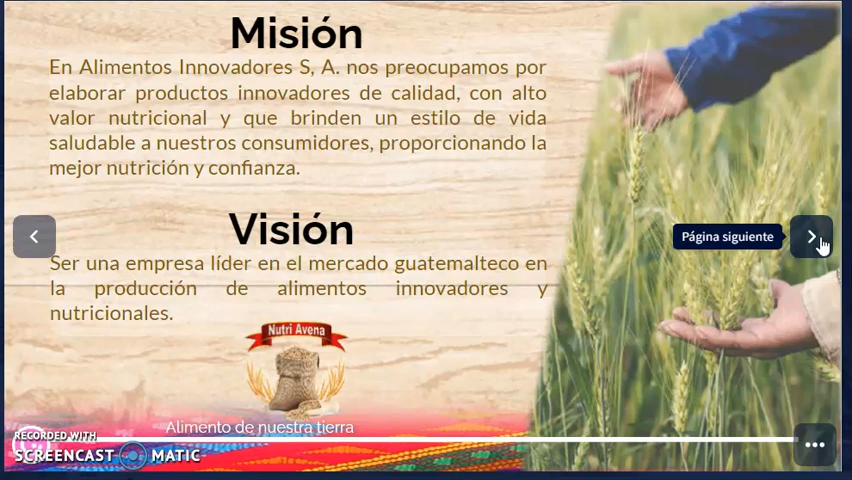 Misión
En Alimentos Innovadores S, A. nos preocupamos por
elaborar productos innovadores de calidad, con alto
valor nutricional y que brinden un estilo de vida
saludable a nuestros consumidores, proporcionando la
mejor nutrición y confianza.
Visión
Página siguiente
Ser una empresa líder en el mercado guatemalteco en
la producción de alimentos innovadores y
nutricionales.
Nutri Avena
Alimento de nuestra tierra
RECORDED WITH
SCREENCAST MATIC